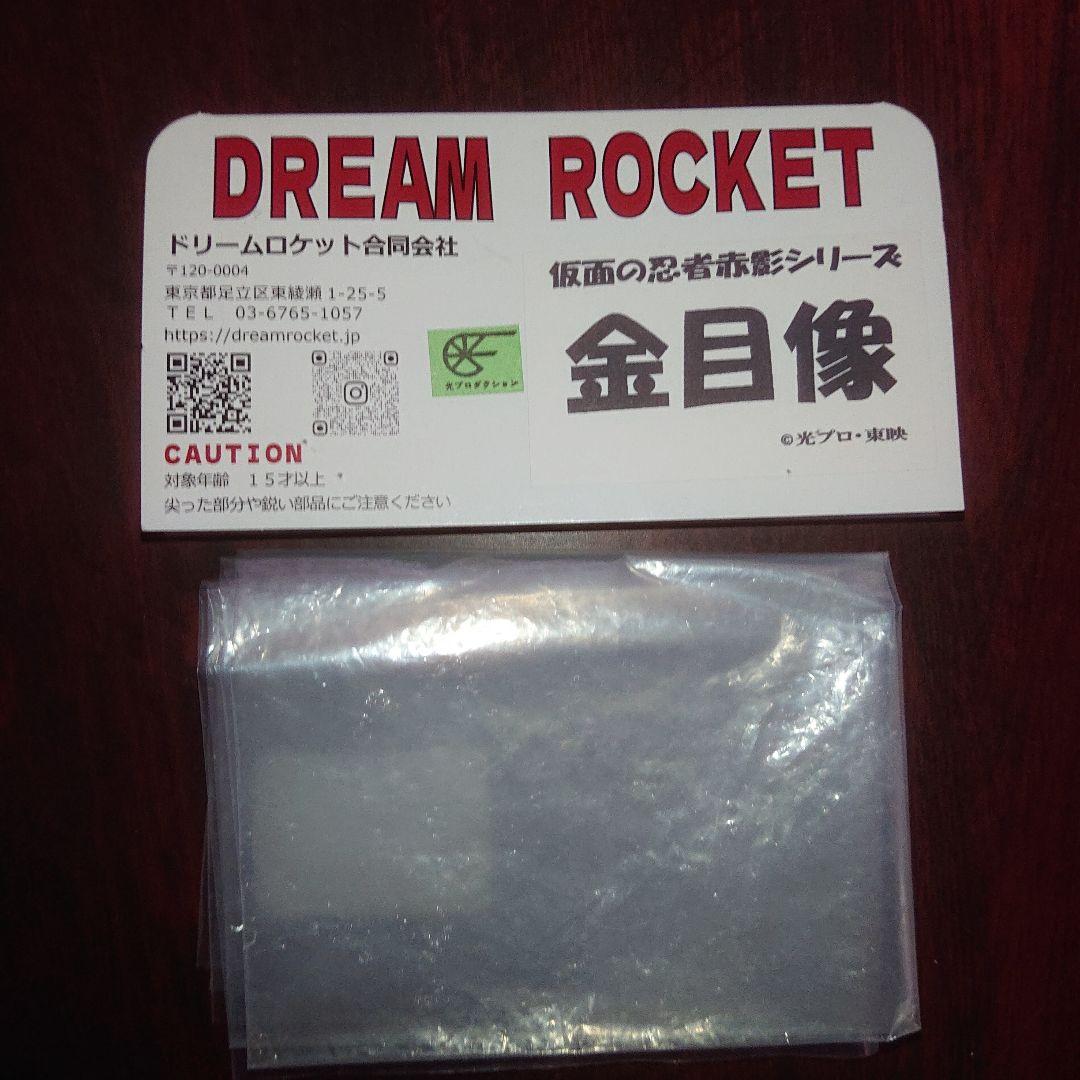 DREAM ROCKET
ドリームロケット合同会社
〒120-0004
東京都足立区東綾瀬 1-25-5
ＴＥＬ 03-6765-1057
https://dreamrocket.jp
CAUTION
対象年齢 １５才以上
尖った部分や鋭い部品にご注意ください
光プロダクション
仮面の忍者赤影シリーズ
金目像
©光プロ・東映